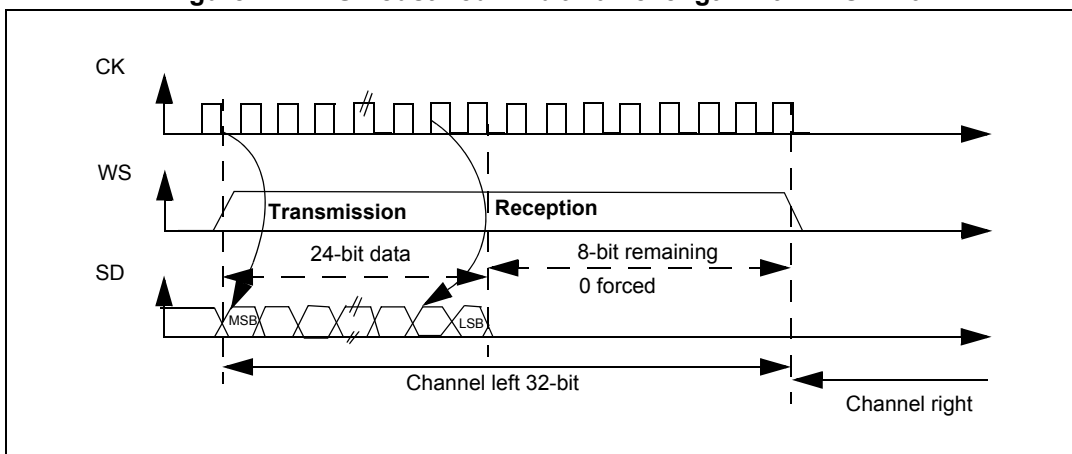 CK
WS
Transmission
Reception
24-bit data
8-bit remaining
0 forced
SD
MSB
LSB
Channel left 32-bit
Channel right